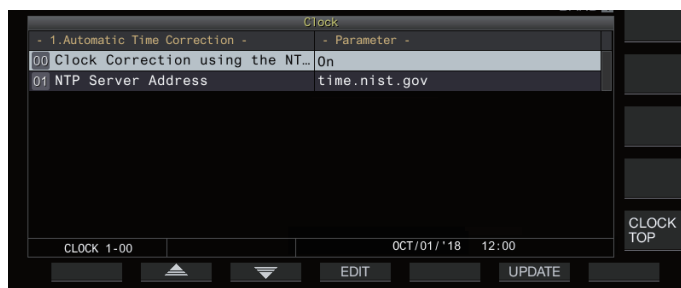 Clock
- 1.Automatic Time Correction - - Parameter -
00 Clock Correction using the NT… On
01 NTP Server Address time.nist.gov
CLOCK TOP
CLOCK 1-00 OCT/01/'18 12:00
EDIT UPDATE